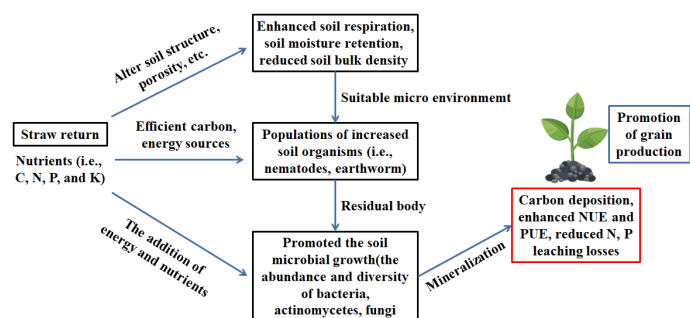 Enhanced soil respiration,
soil moisture retention,
reduced soil bulk density
Alter soil structure,
porosity, etc.
Suitable micro environmemt
Straw return
Nutrients (i.e.,
C, N, P, and K)
Efficient carbon,
energy sources
Populations of increased
soil organisms (i.e.,
nematodes, earthworm)
Promotion
of grain
production
Residual body
The addition of
energy and nutrients
Promoted the soil
microbial growth(the
abundance and diversity
of bacteria,
actinomycetes, fungi
Mineralization
Carbon deposition,
enhanced NUE and
PUE, reduced N, P
leaching losses